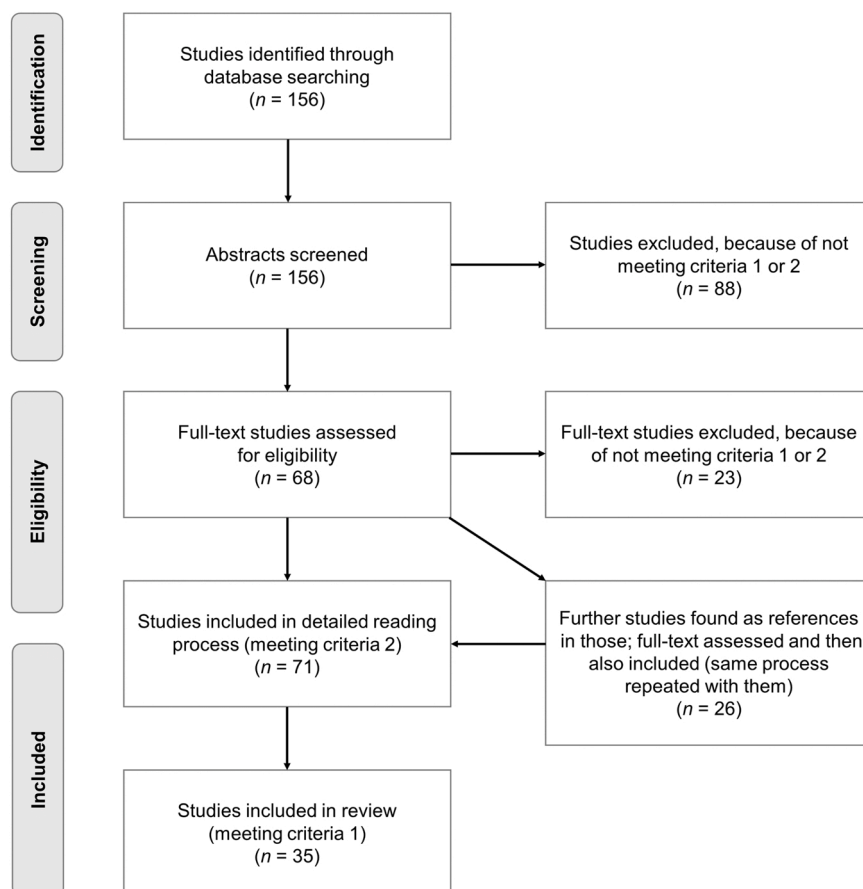 Identification
Studies identified through
database searching
(n = 156)
Screening
Abstracts screened
(n = 156)
Studies excluded, because of not
meeting criteria 1 or 2
(n = 88)
Eligibility
Full-text studies assessed
for eligibility
(n = 68)
Full-text studies excluded, because
of not meeting criteria 1 or 2
(n = 23)
Studies included in detailed reading
process (meeting criteria 2)
(n = 71)
Further studies found as references
in those; full-text assessed and then
also included (same process
repeated with them)
(n = 26)
Included
Studies included in review
(meeting criteria 1)
(n = 35)